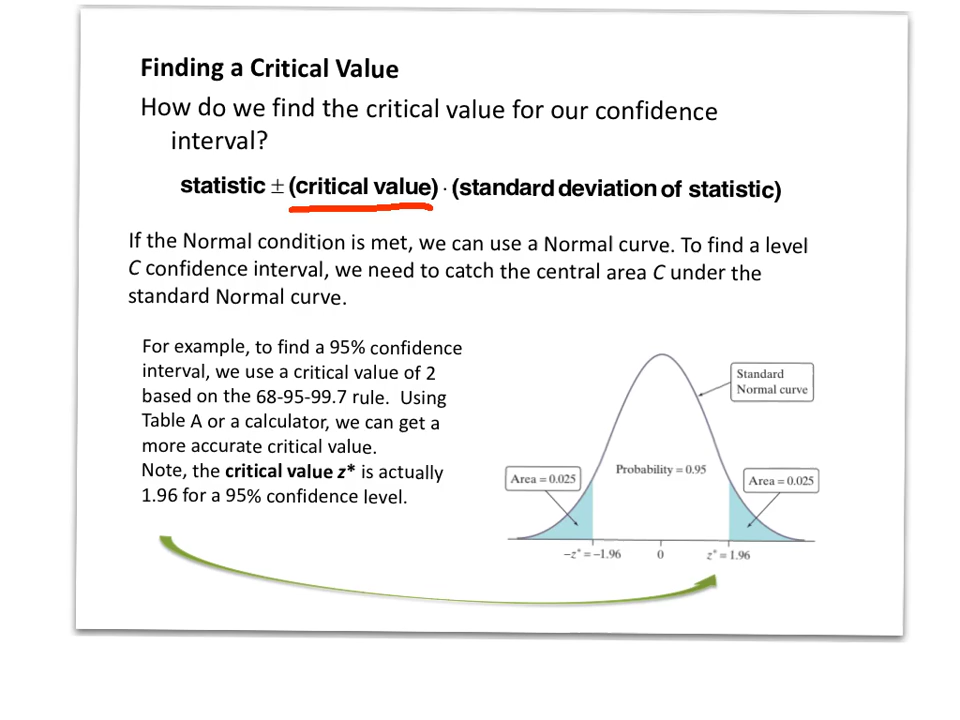 Finding a Critical Value
How do we find the critical value for our confidence
interval?
statistic ± (critical value) · (standard deviation of statistic)
If the Normal condition is met, we can use a Normal curve. To find a level
C confidence interval, we need to catch the central area C under the
standard Normal curve.
For example, to find a 95% confidence
interval, we use a critical value of 2
based on the 68-95-99.7 rule. Using
Table A or a calculator, we can get a
more accurate critical value.
Note, the critical value z* is actually
1.96 for a 95% confidence level.
Standard
Normal curve
Probability = 0.95
Area = 0.025
Area = 0.025
−z* = −1.96
0
z* = 1.96